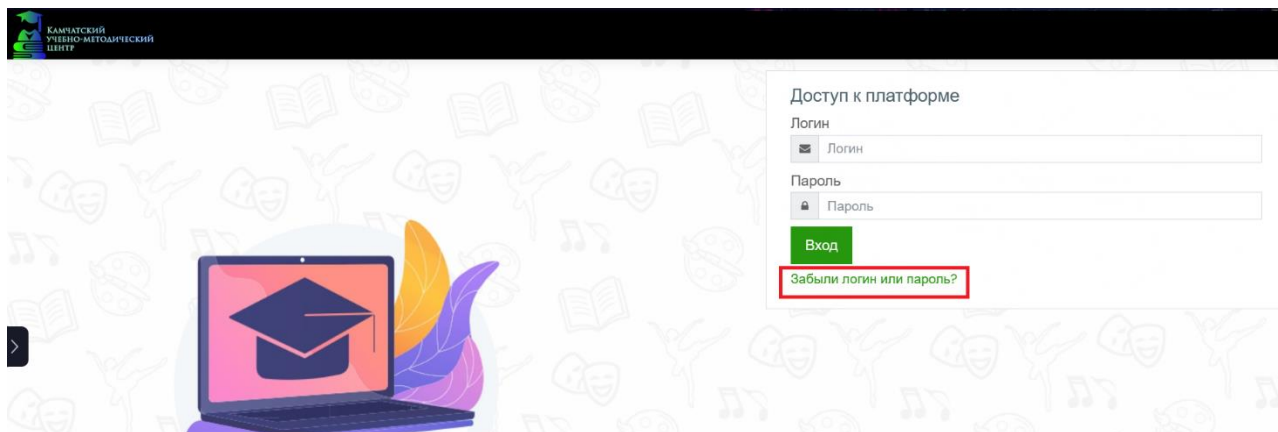 Камчатский
учебно-методический
центр
Доступ к платформе
Логин
Логин
Пароль
Пароль
Вход
Забыли логин или пароль?